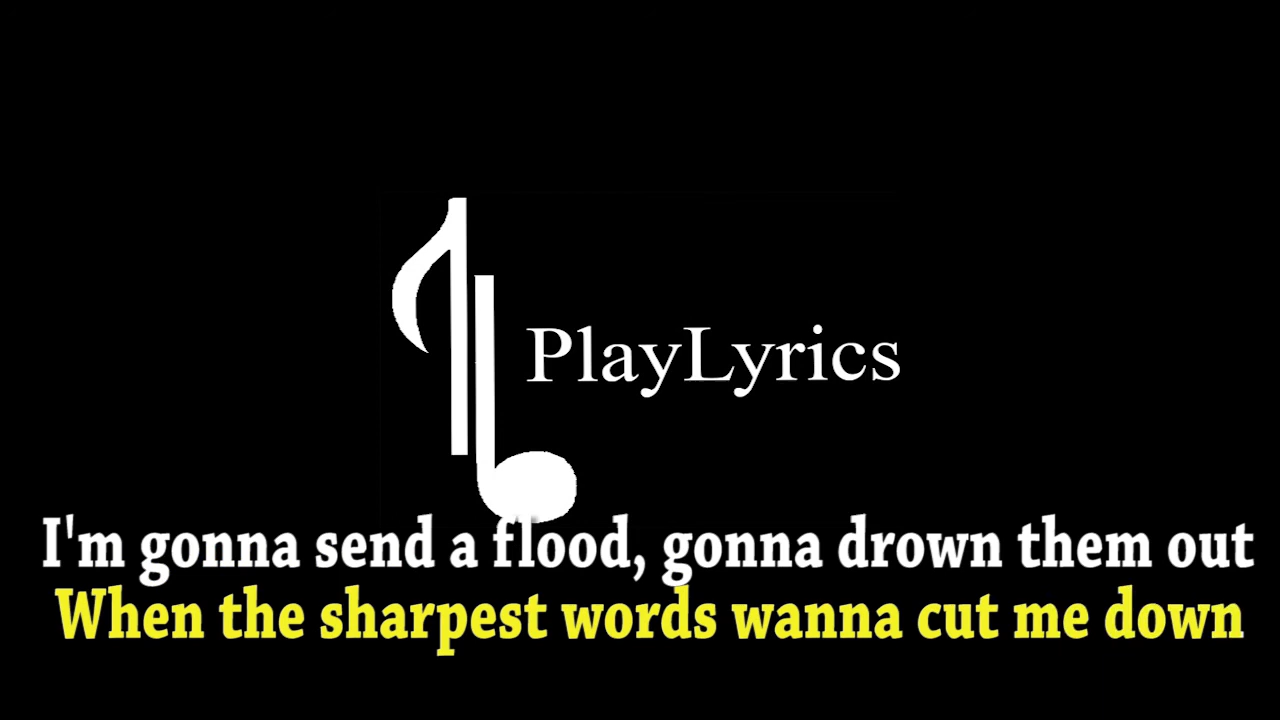 PlayLyrics
I'm gonna send a flood, gonna drown them out
When the sharpest words wanna cut me down